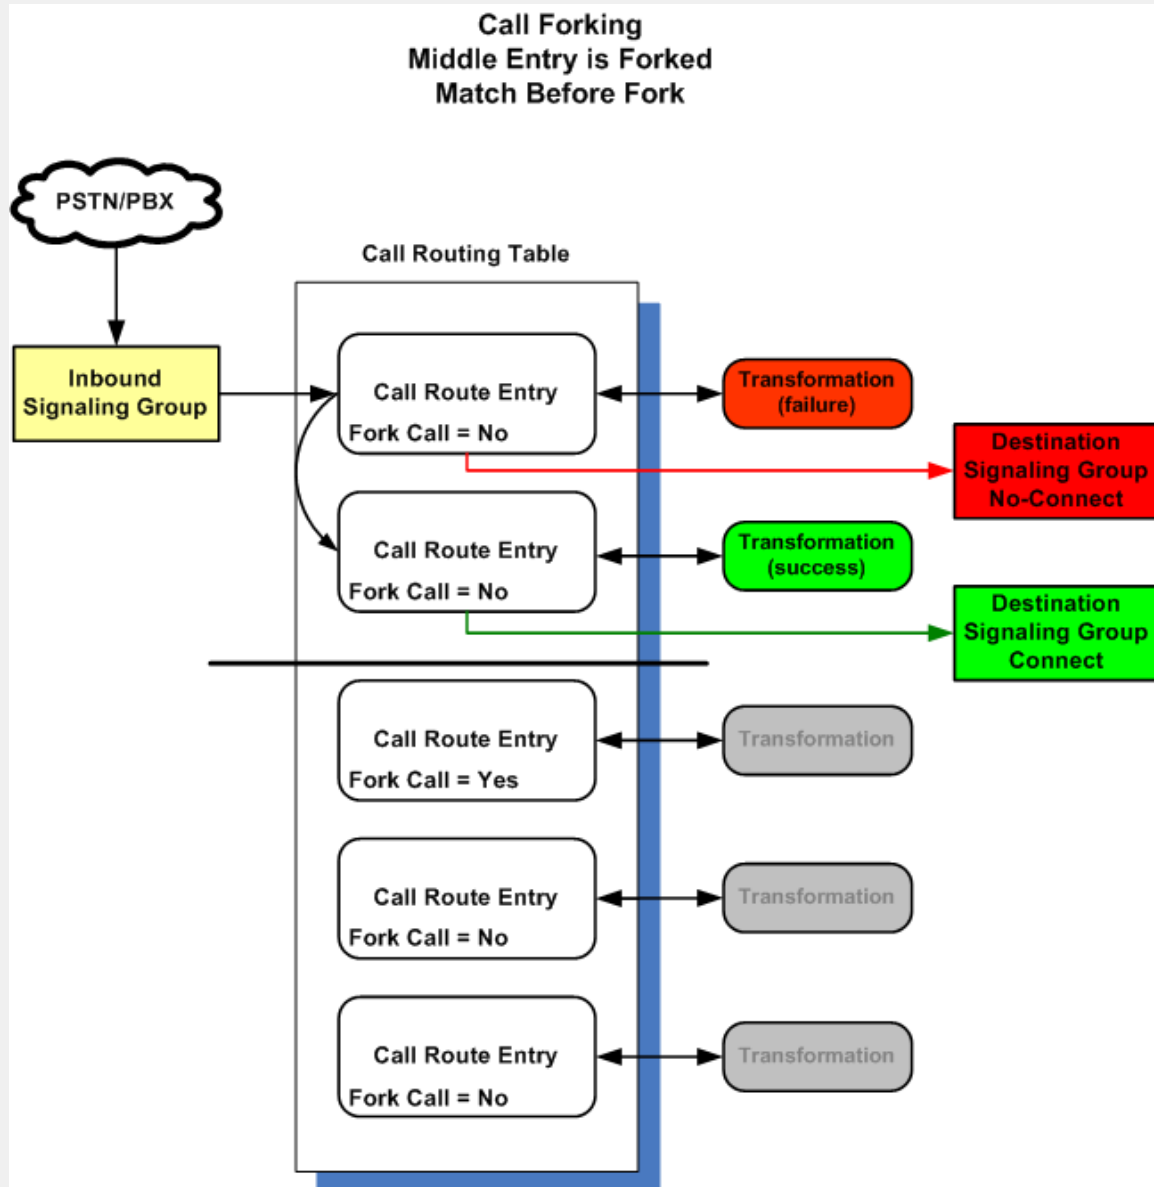 Call Forking
Middle Entry is Forked
Match Before Fork
PSTN/PBX
Call Routing Table
Inbound
Signaling Group
Call Route Entry
Fork Call = No
Transformation
(failure)
Destination
Signaling Group
No-Connect
Call Route Entry
Fork Call = No
Transformation
(success)
Destination
Signaling Group
Connect
Call Route Entry
Fork Call = Yes
Transformation
Call Route Entry
Fork Call = No
Transformation
Call Route Entry
Fork Call = No
Transformation